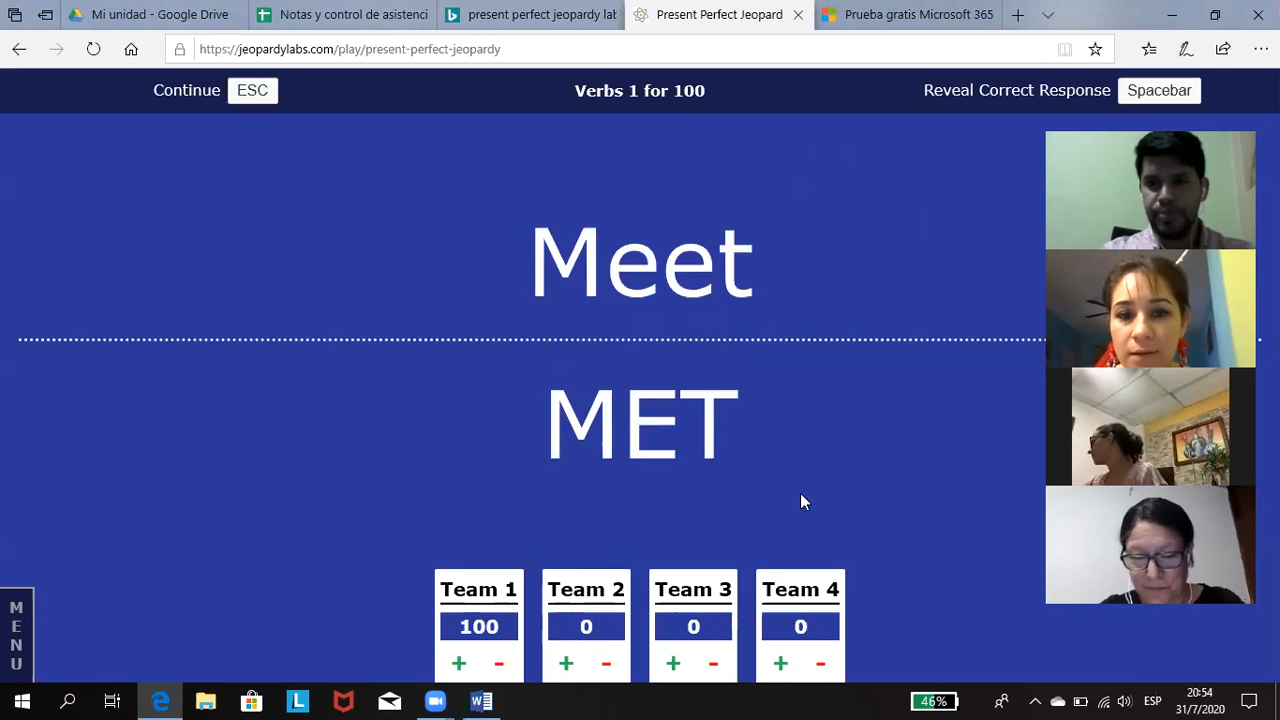 Mi unidad - Google Drive
Notas y control de asistenci
present perfect jeopardy lab
Present Perfect Jeopard
Prueba gratis Microsoft 365
https://jeopardylabs.com/play/present-perfect-jeopardy
Continue ESC
Verbs 1 for 100
Reveal Correct Response Spacebar
Meet
MET
MENU
Team 1 Team 2 Team 3 Team 4
100 0 0 0
+ - + - + - + -
46%
ESP
20:54
31/7/2020